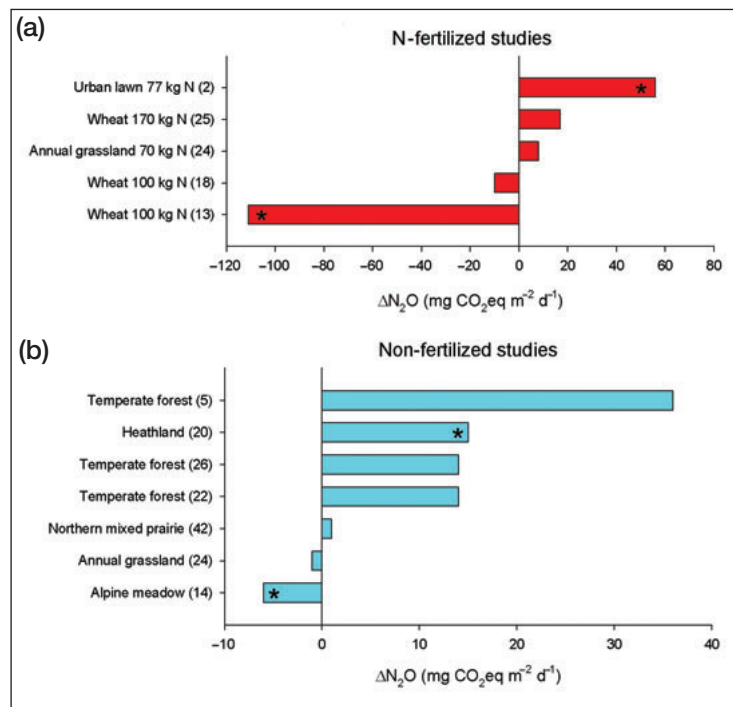 (a)
N-fertilized studies
Urban lawn 77 kg N (2)
Wheat 170 kg N (25)
Annual grassland 70 kg N (24)
Wheat 100 kg N (18)
Wheat 100 kg N (13)
*
*
−120 −100 −80 −60 −40 −20 0 20 40 60 80
ΔN₂O (mg CO₂eq m⁻² d⁻¹)
(b)
Non-fertilized studies
Temperate forest (5)
Heathland (20)
Temperate forest (26)
Temperate forest (22)
Northern mixed prairie (42)
Annual grassland (24)
Alpine meadow (14)
*
*
−10 0 10 20 30 40
ΔN₂O (mg CO₂eq m⁻² d⁻¹)